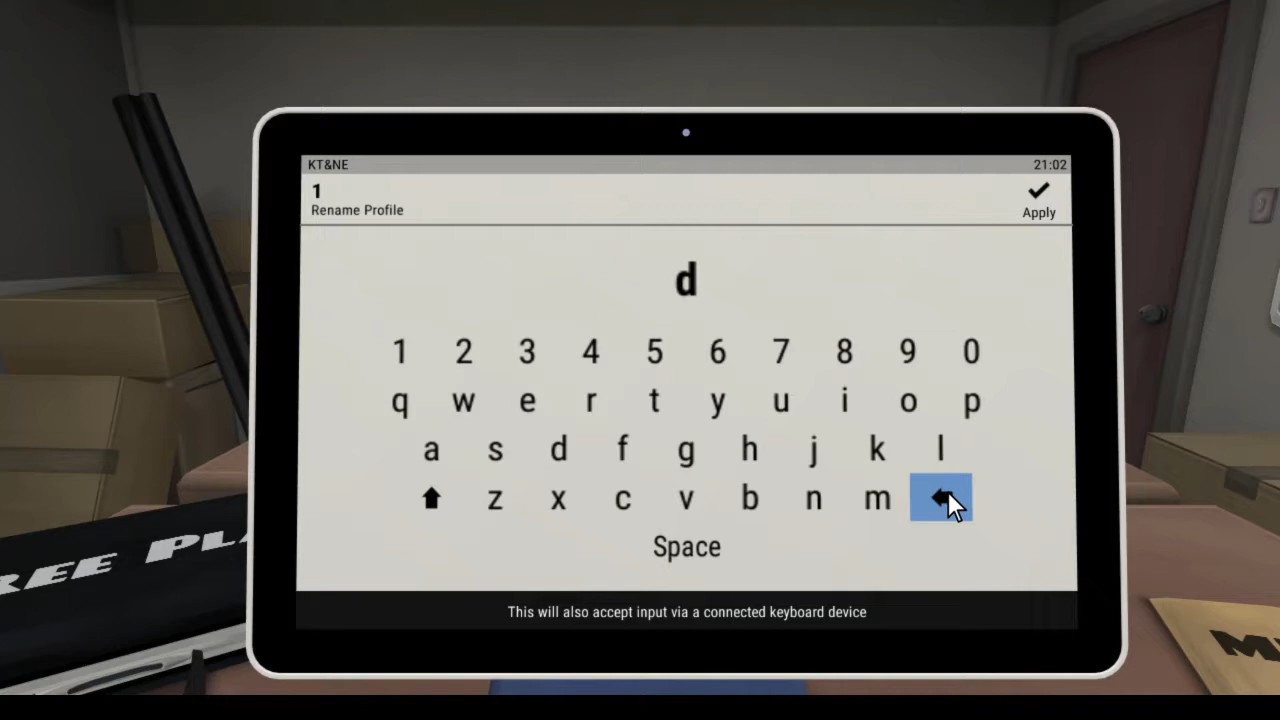 KT&NE 21:02
1
Rename Profile
Apply
d
1 2 3 4 5 6 7 8 9 0
q w e r t y u i o p
a s d f g h j k l
z x c v b n m
Space
This will also accept input via a connected keyboard device